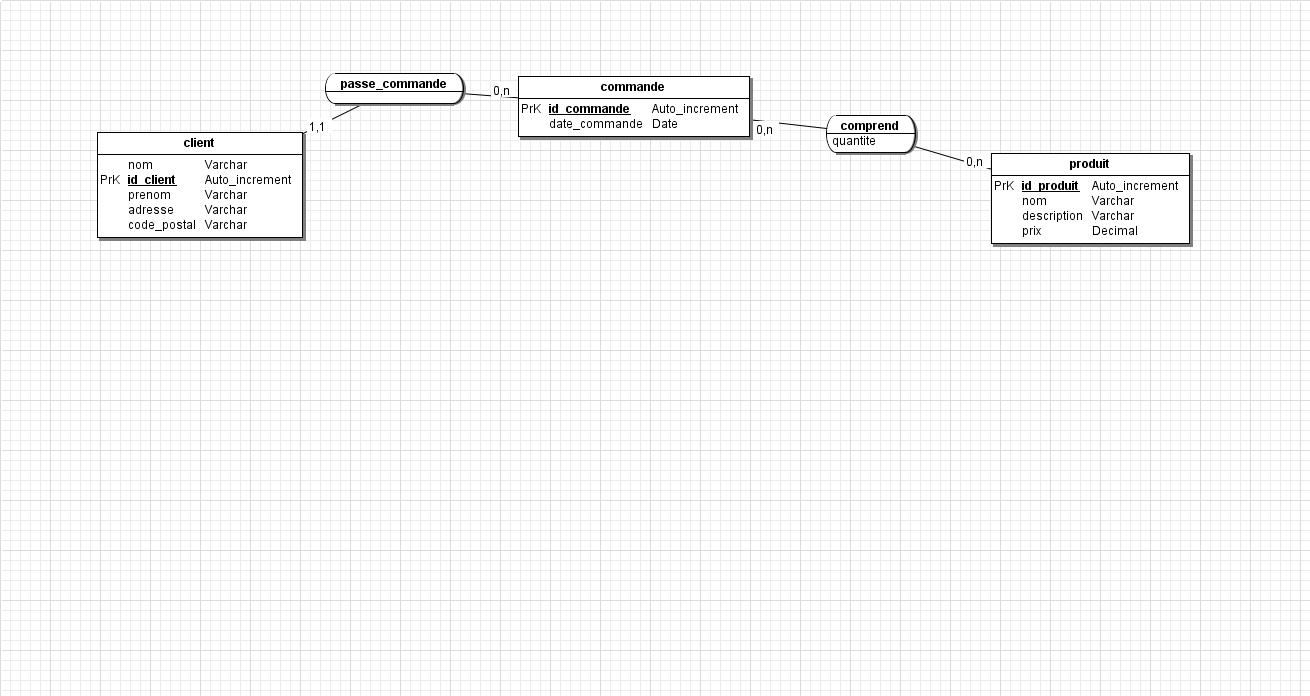 passe_commande
0,n
commande
PrK id_commande Auto_increment
date_commande Date
0,n
comprend
quantite
1,1
client
nom Varchar
PrK id_client Auto_increment
prenom Varchar
adresse Varchar
code_postal Varchar
0,n
produit
PrK id_produit Auto_increment
nom Varchar
description Varchar
prix Decimal